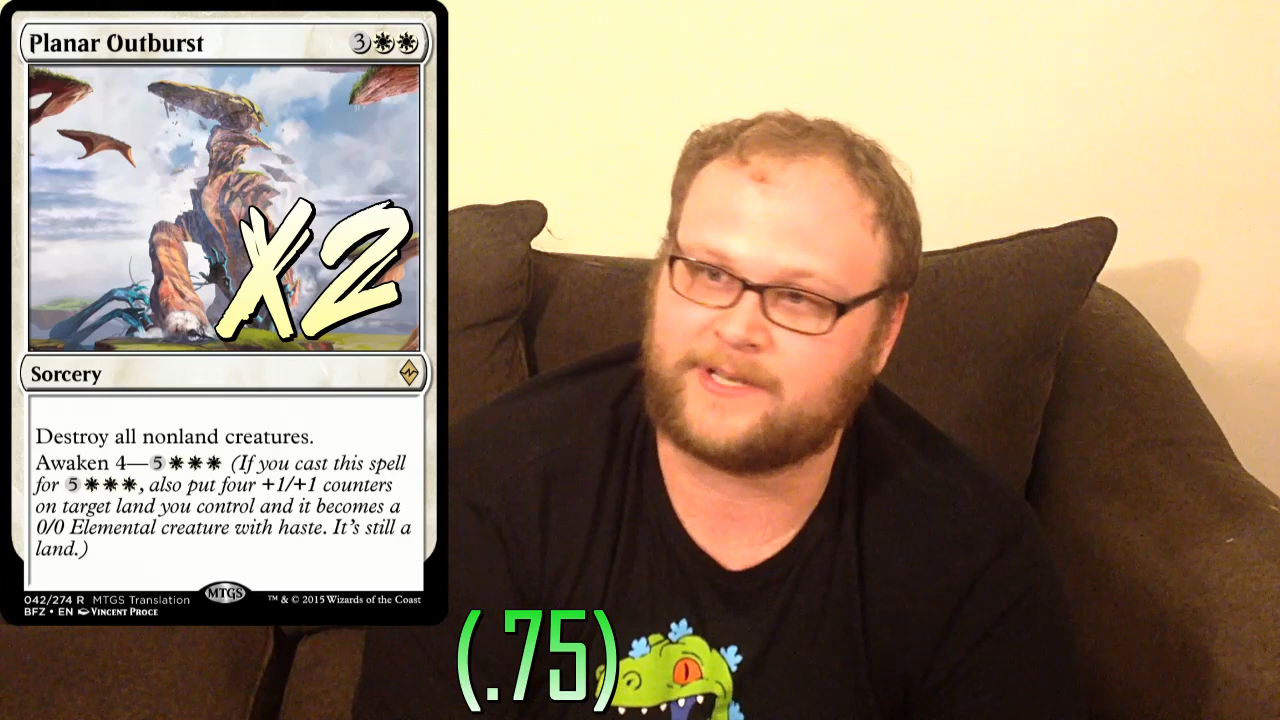 Planar Outburst
3
X2
Sorcery
Destroy all nonland creatures.
Awaken 4—5 (If you cast this spell
for 5, also put four +1/+1 counters
on target land you control and it becomes a
0/0 Elemental creature with haste. It's still a
land.)
042/274 R MTGS Translation
MTGS
™ & © 2015 Wizards of the Coast
BFZ • EN Vincent Proce
(.75)